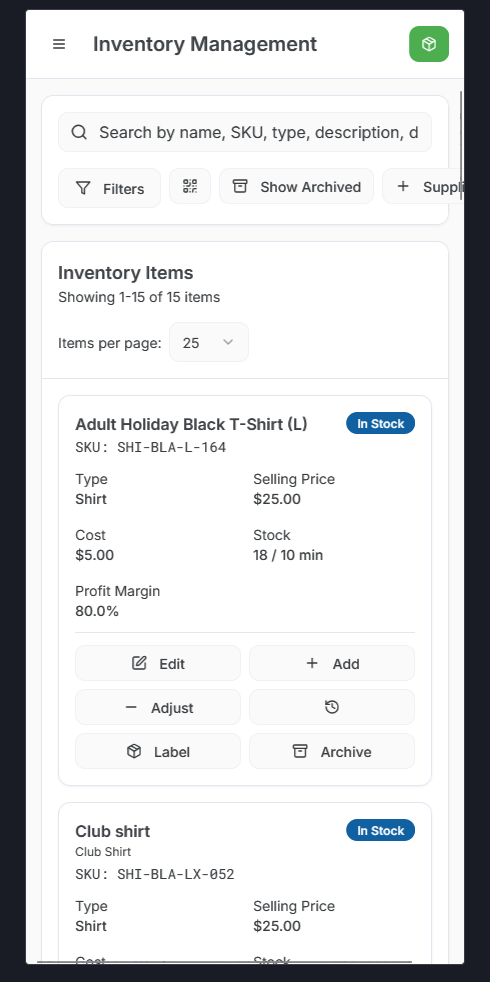 Inventory Management
Search by name, SKU, type, description, d
Filters
Show Archived
Suppli
Inventory Items
Showing 1-15 of 15 items
Items per page: 25
Adult Holiday Black T-Shirt (L)
In Stock
SKU: SHI-BLA-L-164
Type Selling Price
Shirt $25.00
Cost Stock
$5.00 18 / 10 min
Profit Margin
80.0%
Edit Add
Adjust
Label Archive
Club shirt
In Stock
Club Shirt
SKU: SHI-BLA-LX-052
Type Selling Price
Shirt $25.00
Cost Stock